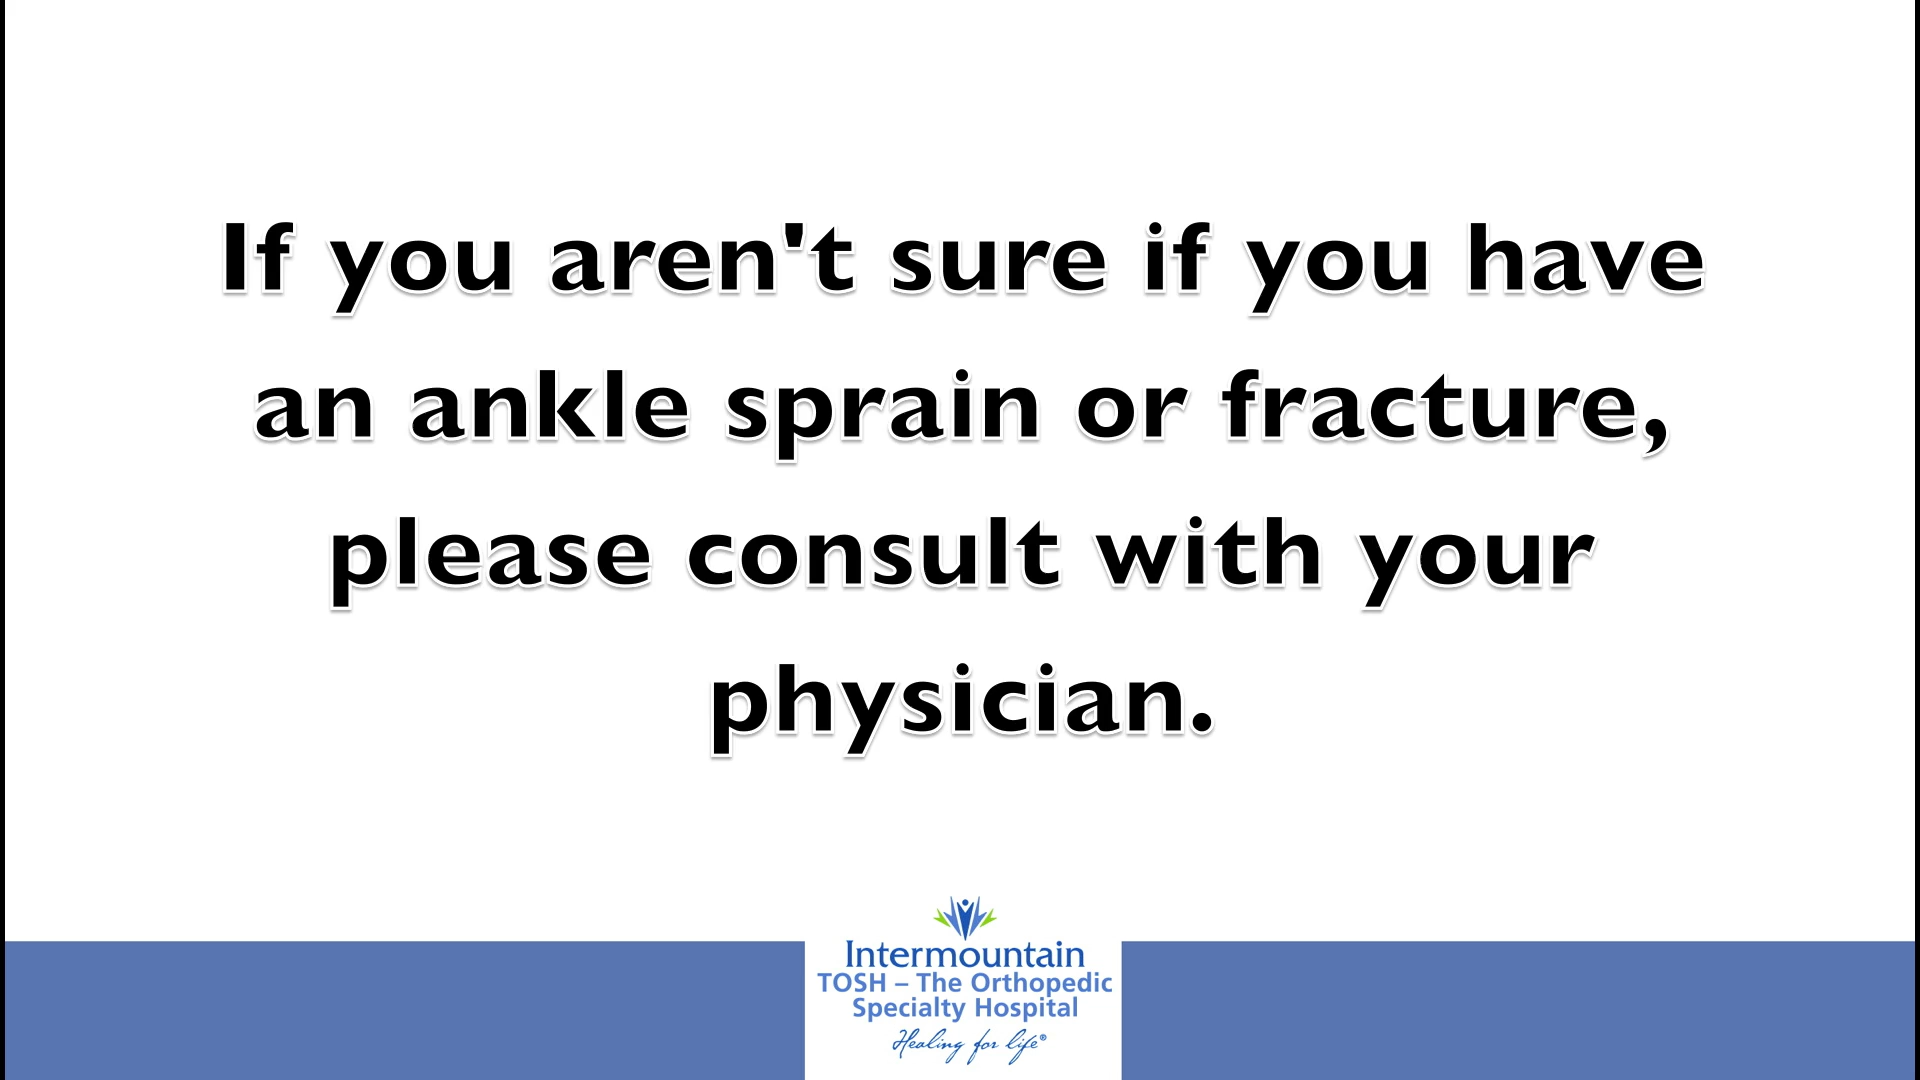 If you aren't sure if you have
an ankle sprain or fracture,
please consult with your
physician.
Intermountain
TOSH – The Orthopedic
Specialty Hospital
Healing for life®